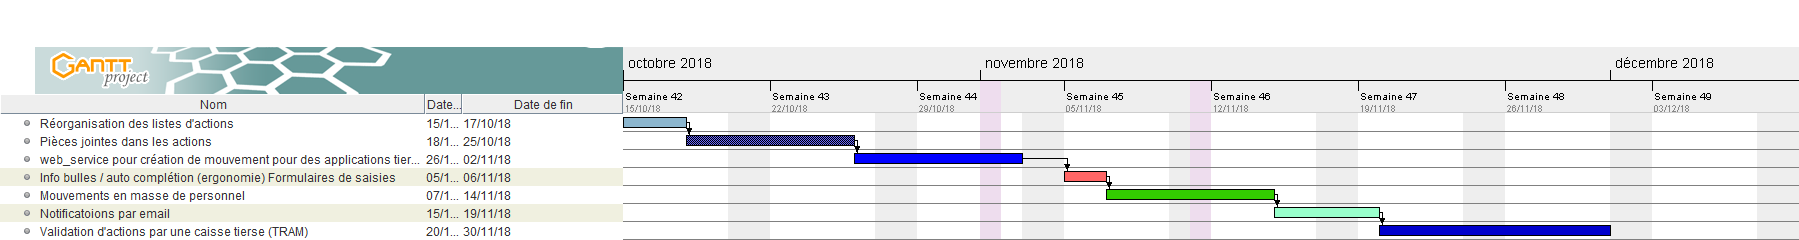 GANTT
project
octobre 2018 novembre 2018 décembre 2018
Nom Date... Date de fin
Semaine 42 Semaine 43 Semaine 44 Semaine 45 Semaine 46 Semaine 47 Semaine 48 Semaine 49
15/10/18 22/10/18 29/10/18 05/11/18 12/11/18 19/11/18 26/11/18 03/12/18
Réorganisation des listes d'actions 15/1... 17/10/18
Pièces jointes dans les actions 18/1... 25/10/18
web_service pour création de mouvement pour des applications tier... 26/1... 02/11/18
Info bulles / auto complétion (ergonomie) Formulaires de saisies 05/1... 06/11/18
Mouvements en masse de personnel 07/1... 14/11/18
Notificatoions par email 15/1... 19/11/18
Validation d'actions par une caisse tierse (TRAM) 20/1... 30/11/18